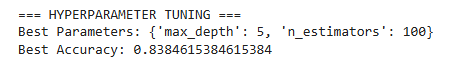 === HYPERPARAMETER TUNING ===
Best Parameters: {'max_depth': 5, 'n_estimators': 100}
Best Accuracy: 0.8384615384615384